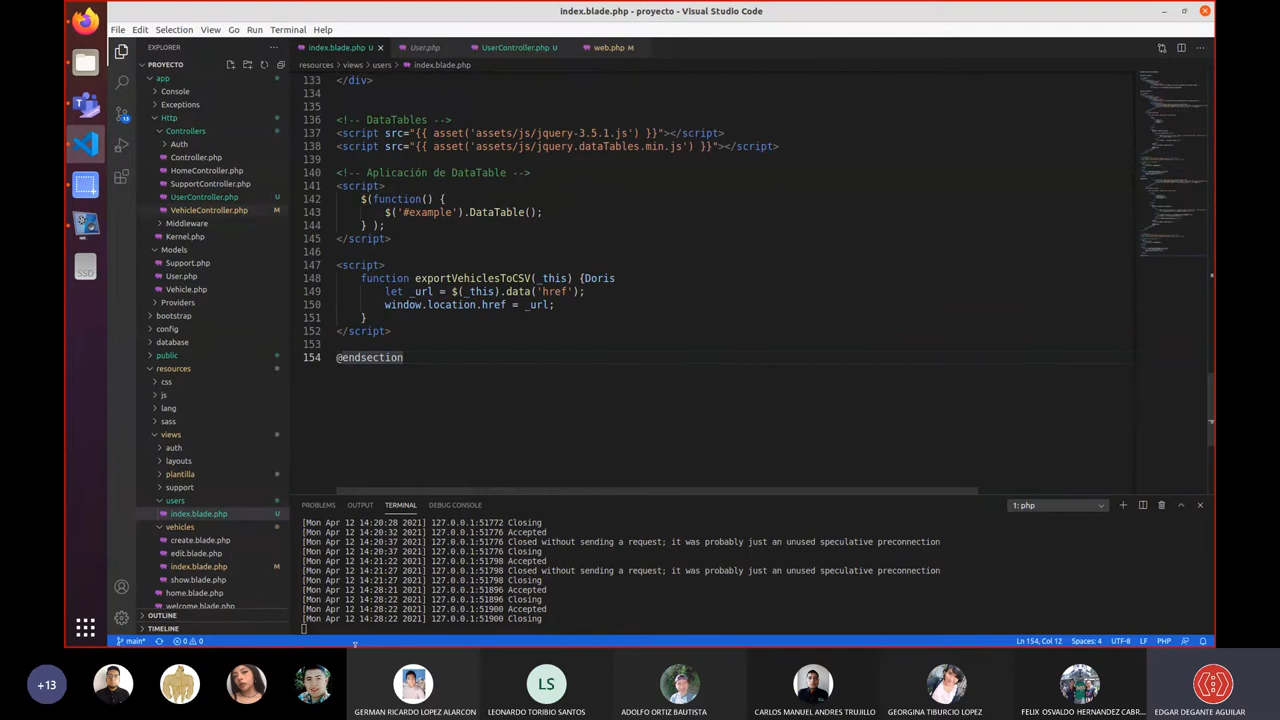 index.blade.php - proyecto - Visual Studio Code
File Edit Selection View Go Run Terminal Help
EXPLORER
index.blade.php U
User.php
UserController.php U
web.php M
PROYECTO
resources > views > users > index.blade.php
app
Console
Exceptions
Http
Controllers
Auth
Controller.php
HomeController.php
SupportController.php
UserController.php U
VehicleController.php M
Middleware
Kernel.php
Models
Support.php
User.php
Vehicle.php
Providers
bootstrap
config
database
public
resources
css
js
lang
sass
views
auth
layouts
plantilla
support
users
index.blade.php U
vehicles
create.blade.php
edit.blade.php
index.blade.php M
show.blade.php
home.blade.php
welcome.blade.php
OUTLINE
TIMELINE
SSD
13
133 </div>
134
135
136 <!-- DataTables -->
137 <script src="{{ asset('assets/js/jquery-3.5.1.js') }}"></script>
138 <script src="{{ asset('assets/js/jquery.dataTables.min.js') }}"></script>
139
140 <!-- Aplicación de DataTable -->
141 <script>
142 $(function() {
143 $('#example').DataTable();
144 } );
145 </script>
146
147 <script>
148 function exportVehiclesToCSV(_this) {Doris
149 let _url = $(_this).data('href');
150 window.location.href = _url;
151 }
152 </script>
153
154 @endsection
PROBLEMS OUTPUT TERMINAL DEBUG CONSOLE
1: php
[Mon Apr 12 14:20:28 2021] 127.0.0.1:51772 Closing
[Mon Apr 12 14:20:32 2021] 127.0.0.1:51776 Accepted
[Mon Apr 12 14:20:37 2021] 127.0.0.1:51776 Closed without sending a request; it was probably just an unused speculative preconnection
[Mon Apr 12 14:20:37 2021] 127.0.0.1:51776 Closing
[Mon Apr 12 14:21:22 2021] 127.0.0.1:51798 Accepted
[Mon Apr 12 14:21:27 2021] 127.0.0.1:51798 Closed without sending a request; it was probably just an unused speculative preconnection
[Mon Apr 12 14:21:27 2021] 127.0.0.1:51798 Closing
[Mon Apr 12 14:28:21 2021] 127.0.0.1:51896 Accepted
[Mon Apr 12 14:28:22 2021] 127.0.0.1:51896 Closing
[Mon Apr 12 14:28:22 2021] 127.0.0.1:51900 Accepted
[Mon Apr 12 14:28:22 2021] 127.0.0.1:51900 Closing
main* 0 0
Ln 154, Col 12 Spaces: 4 UTF-8 LF PHP
+13
LS
GERMAN RICARDO LOPEZ ALARCON
LEONARDO TORIBIO SANTOS
ADOLFO ORTIZ BAUTISTA
CARLOS MANUEL ANDRES TRUJILLO
GEORGINA TIBURCIO LOPEZ
FELIX OSVALDO HERNANDEZ CABR...
EDGAR DEGANTE AGUILAR